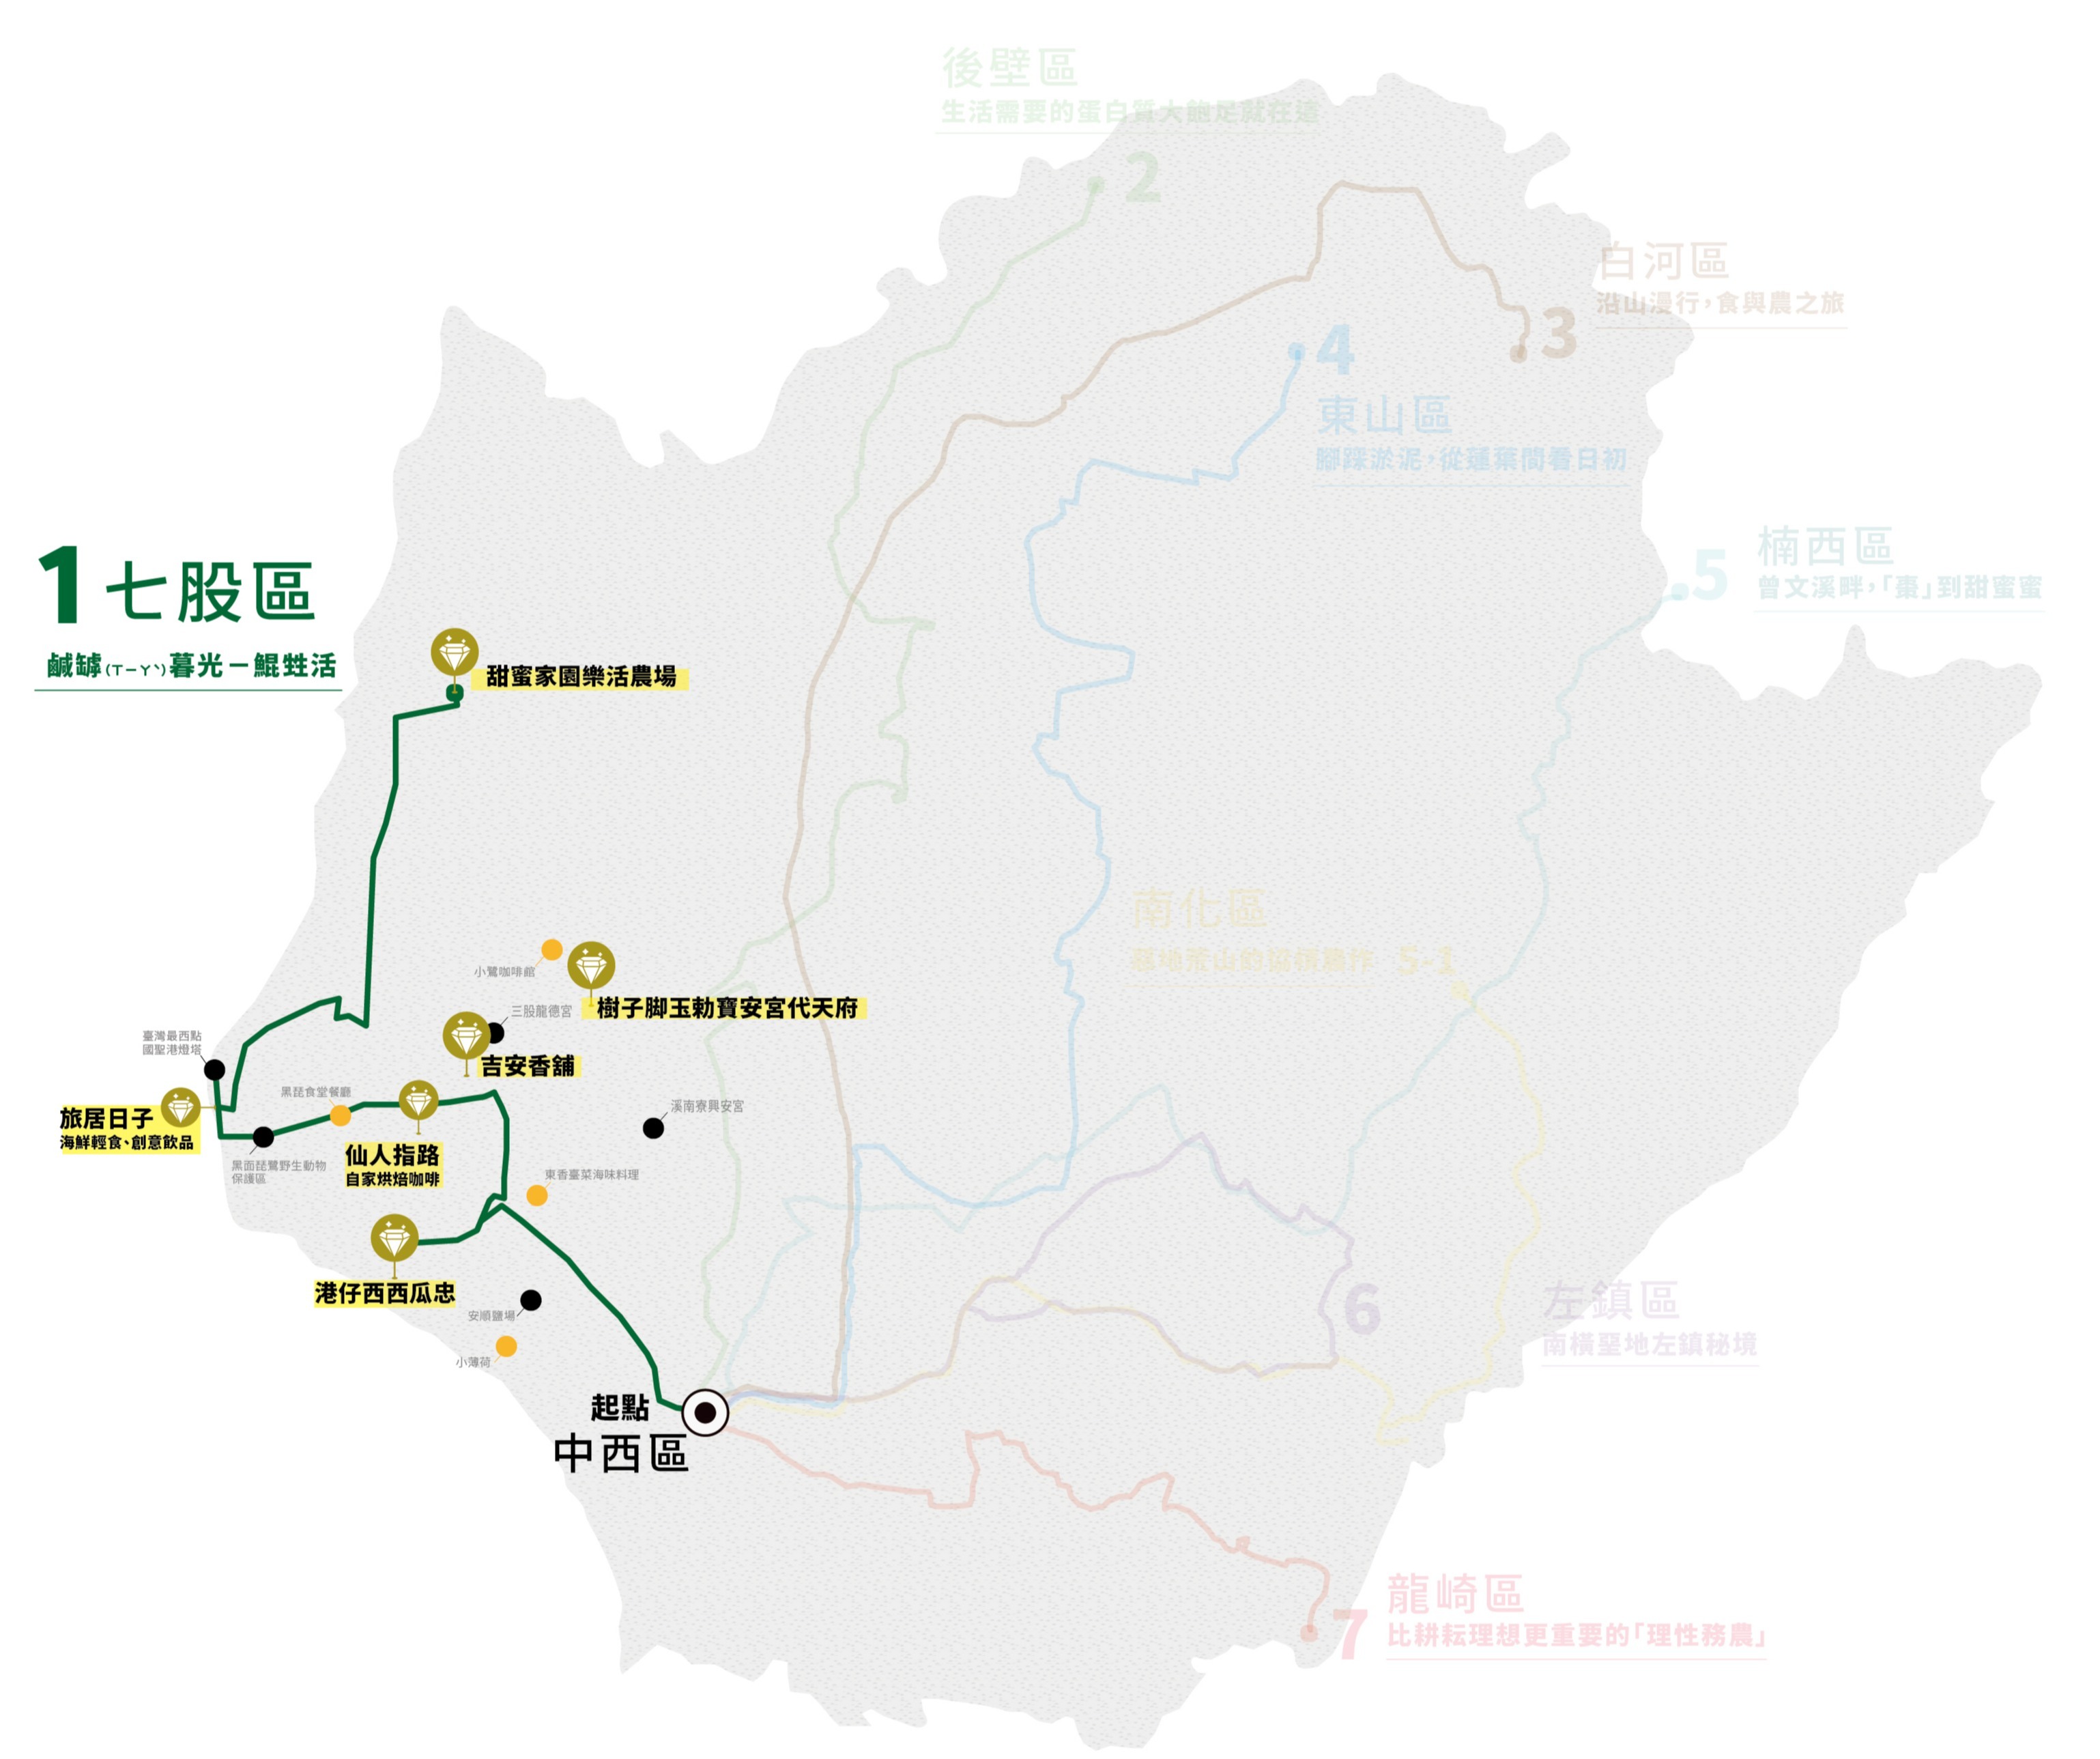 後壁區
生活需要的蛋白質大飽足就在這
2
白河區
沿山漫行，食與農之旅
3
4
東山區
腳踩淤泥，從蓮葉間看日初
楠西區
5
曾文溪畔，「棗」到甜蜜蜜
1 七股區
鹹罅(ㄒㄧㄚˋ)暮光－鯤甡活
甜蜜家園樂活農場
南化區
5-1
小鷺咖啡館
樹子脚玉勅寶安宮代天府
三股龍德宮
吉安香舖
臺灣最西點
國聖港燈塔
黑琵食堂餐廳
旅居日子
海鮮輕食、創意飲品
溪南寮興安宮
仙人指路
自家烘焙咖啡
黑面琵鷺野生動物
保護區
東香臺菜海味料理
港仔西西瓜忠
安順鹽場
小薄荷
6
左鎮區
南橫堊地左鎮秘境
起點
中西區
龍崎區
7
比耕耘理想更重要的「理性務農」